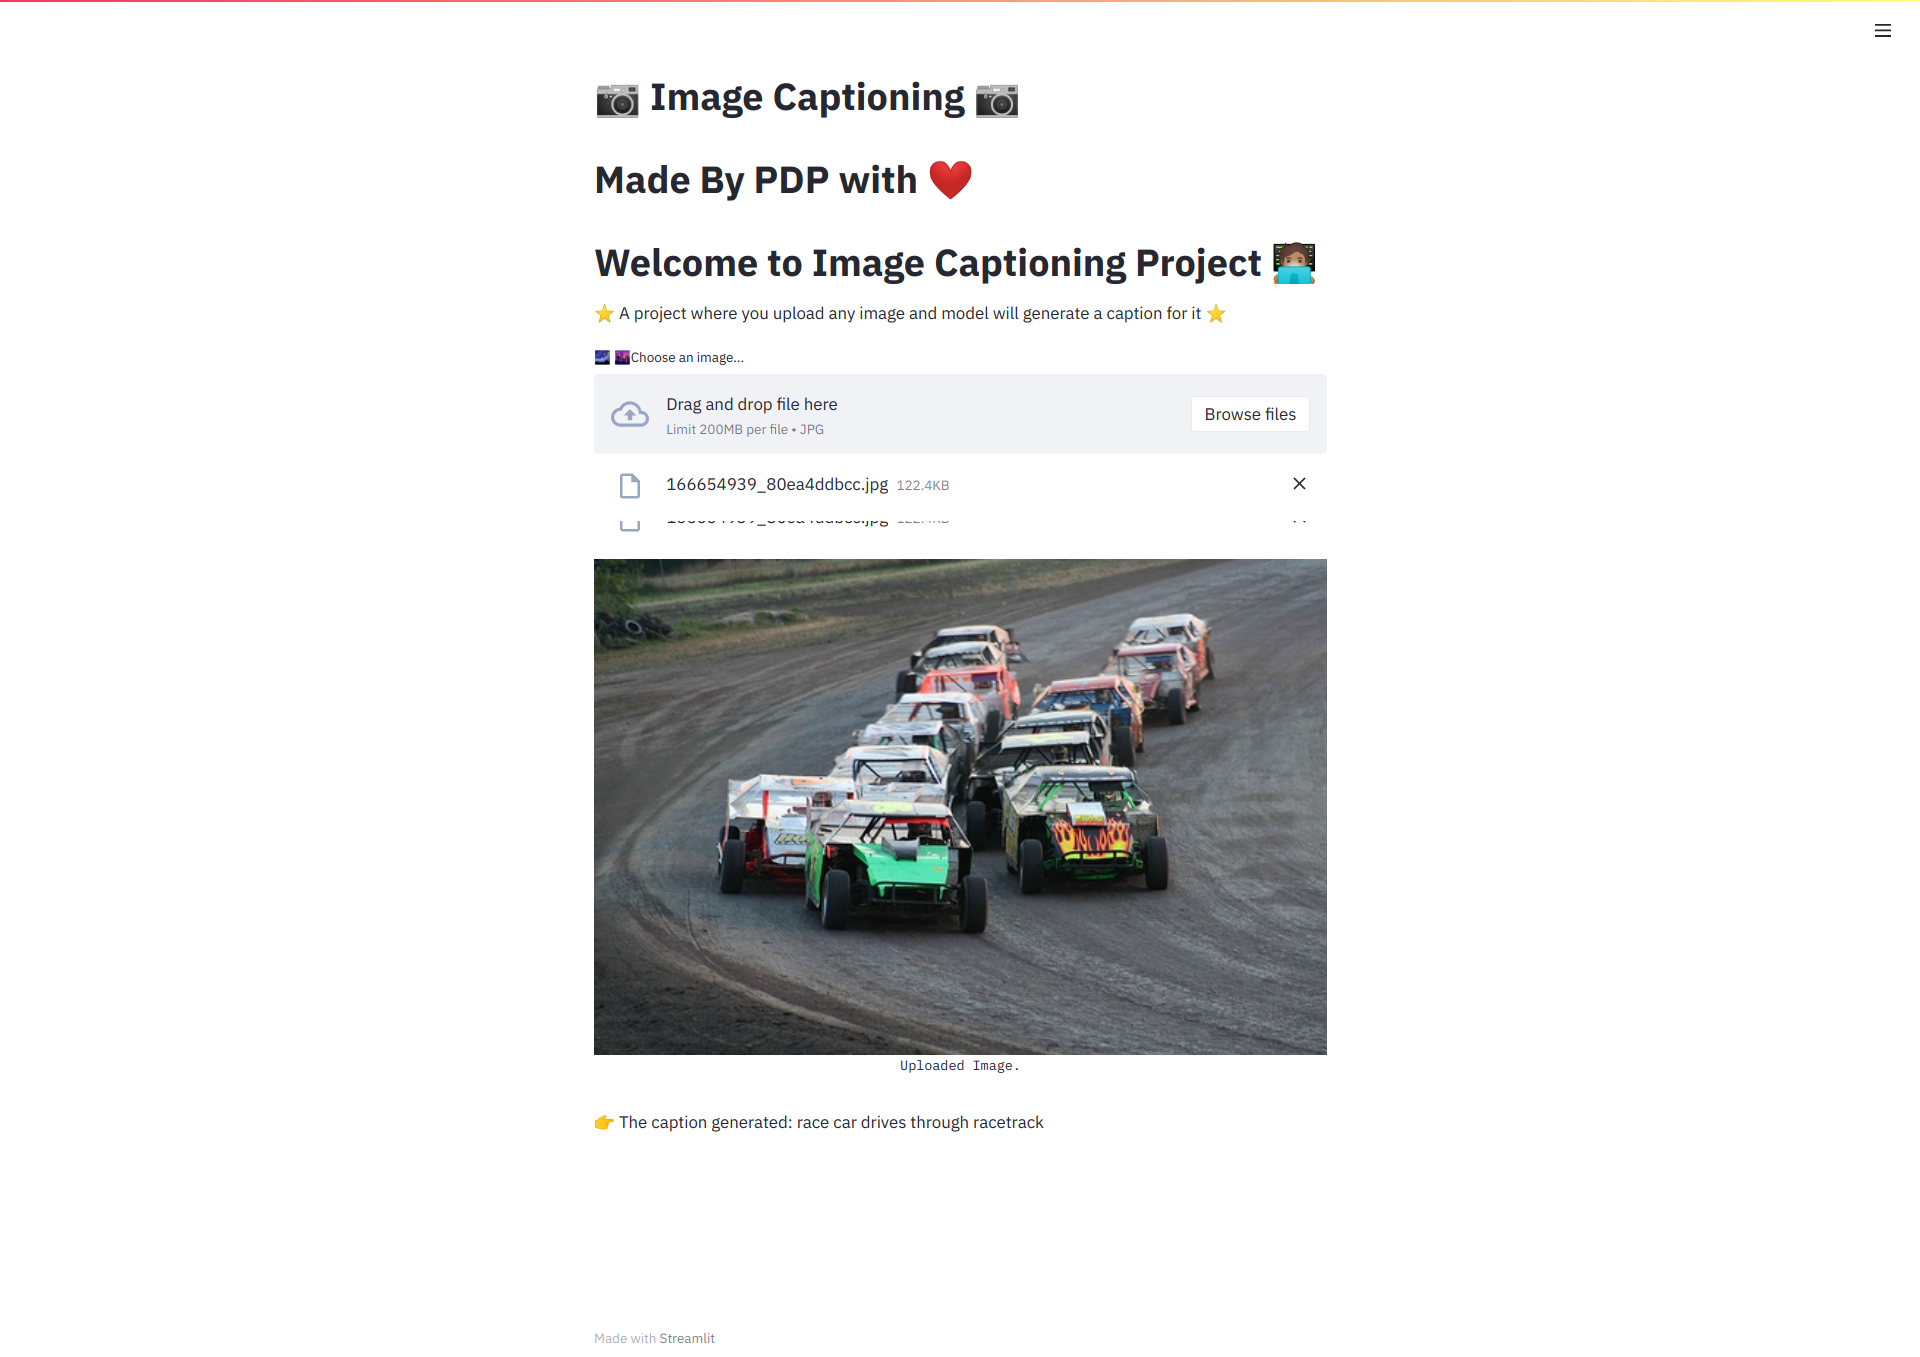 📷 Image Captioning 📷
Made By PDP with ❤️
Welcome to Image Captioning Project 🧑🏽‍💻
⭐ A project where you upload any image and model will generate a caption for it ⭐
🌌 🌆Choose an image...
Drag and drop file here
Limit 200MB per file • JPG
Browse files
166654939_80ea4ddbcc.jpg 122.4KB
Uploaded Image.
👉 The caption generated: race car drives through racetrack
Made with Streamlit